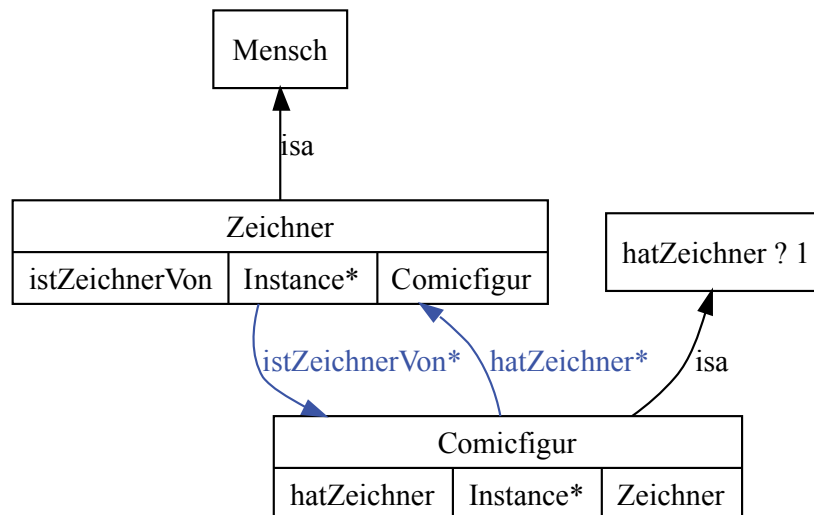 Mensch
isa
Zeichner
istZeichnerVon Instance* Comicfigur
hatZeichner ? 1
istZeichnerVon* hatZeichner* isa
Comicfigur
hatZeichner Instance* Zeichner